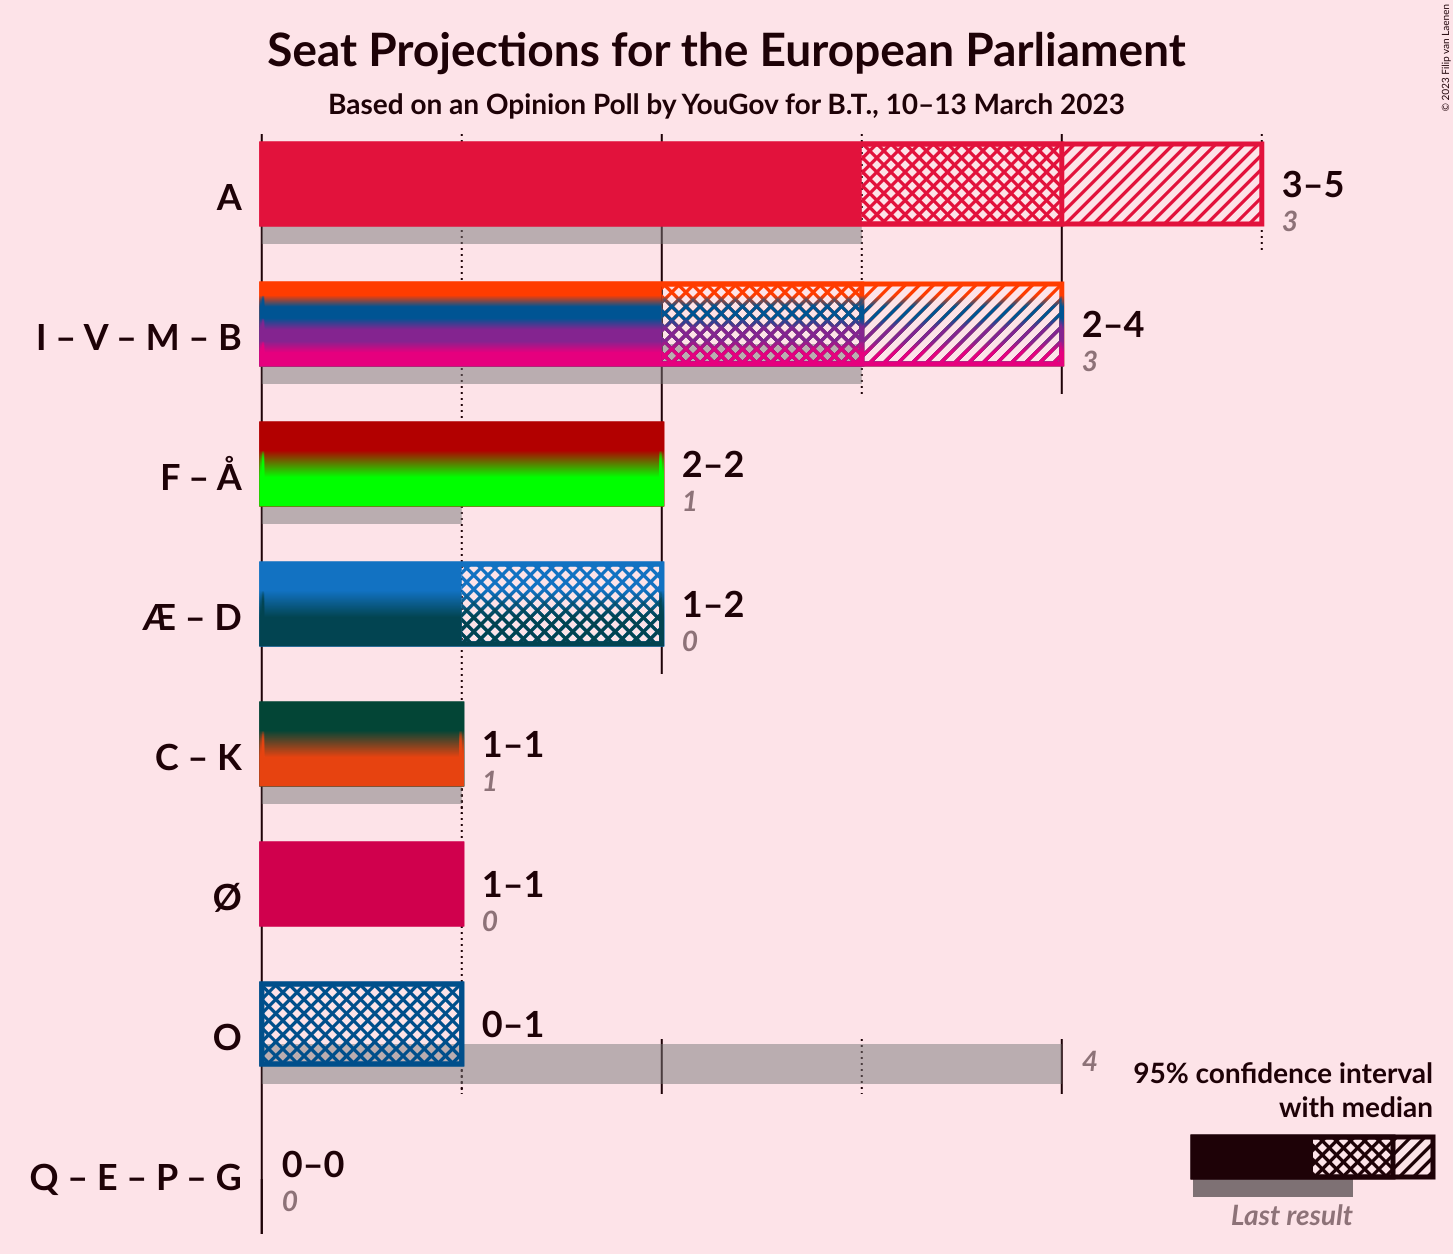 Seat Projections for the European Parliament
Based on an Opinion Poll by YouGov for B.T., 10–13 March 2023
© 2023 Filip van Laenen
A
3–5
3
I – V – M – B
2–4
3
F – Å
2–2
1
Æ – D
1–2
0
C – K
1–1
1
Ø
1–1
0
O
0–1
4
Q – E – P – G
0–0
0
95% confidence interval
with median
Last result